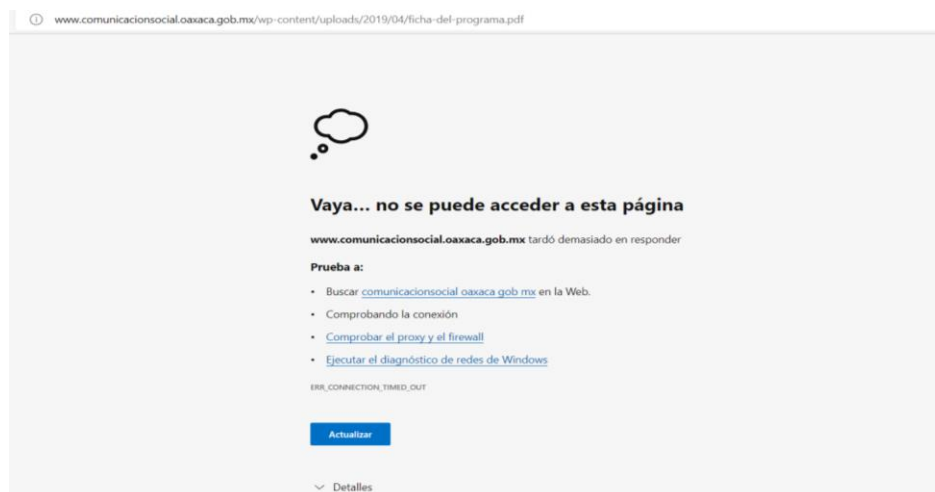 www.comunicacionsocial.oaxaca.gob.mx/wp-content/uploads/2019/04/ficha-del-programa.pdf
Vaya... no se puede acceder a esta página
www.comunicacionsocial.oaxaca.gob.mx tardó demasiado en responder
Prueba a:
• Buscar comunicacionsocial oaxaca gob mx en la Web.
• Comprobando la conexión
• Comprobar el proxy y el firewall
• Ejecutar el diagnóstico de redes de Windows
ERR_CONNECTION_TIMED_OUT
Actualizar
Detalles